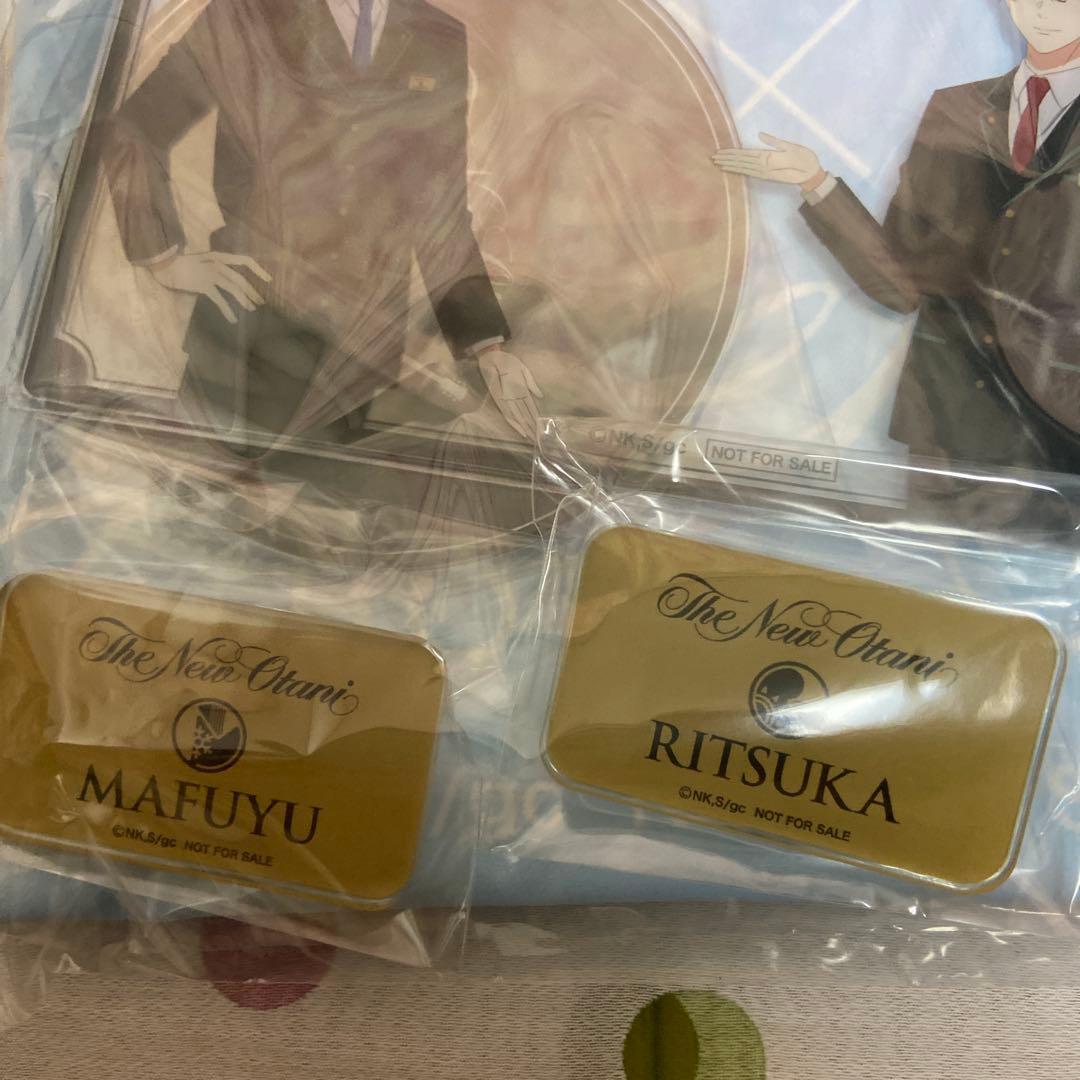 ©NK,S/gc NOT FOR SALE
The New Otani
MAFUYU
©NK,S/gc NOT FOR SALE
The New Otani
RITSUKA
©NK,S/gc NOT FOR SALE